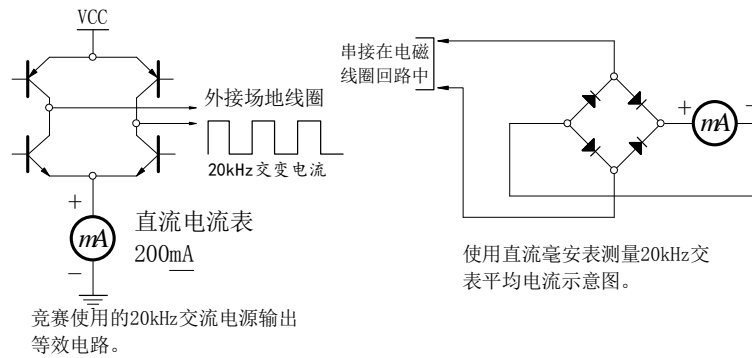 VCC
外接场地线圈
20kHz交变电流
+
mA
−
直流电流表
200mA
竞赛使用的20kHz交流电源输出
等效电路。
串接在电磁
线圈回路中
+
mA
−
使用直流毫安表测量20kHz交
表平均电流示意图。